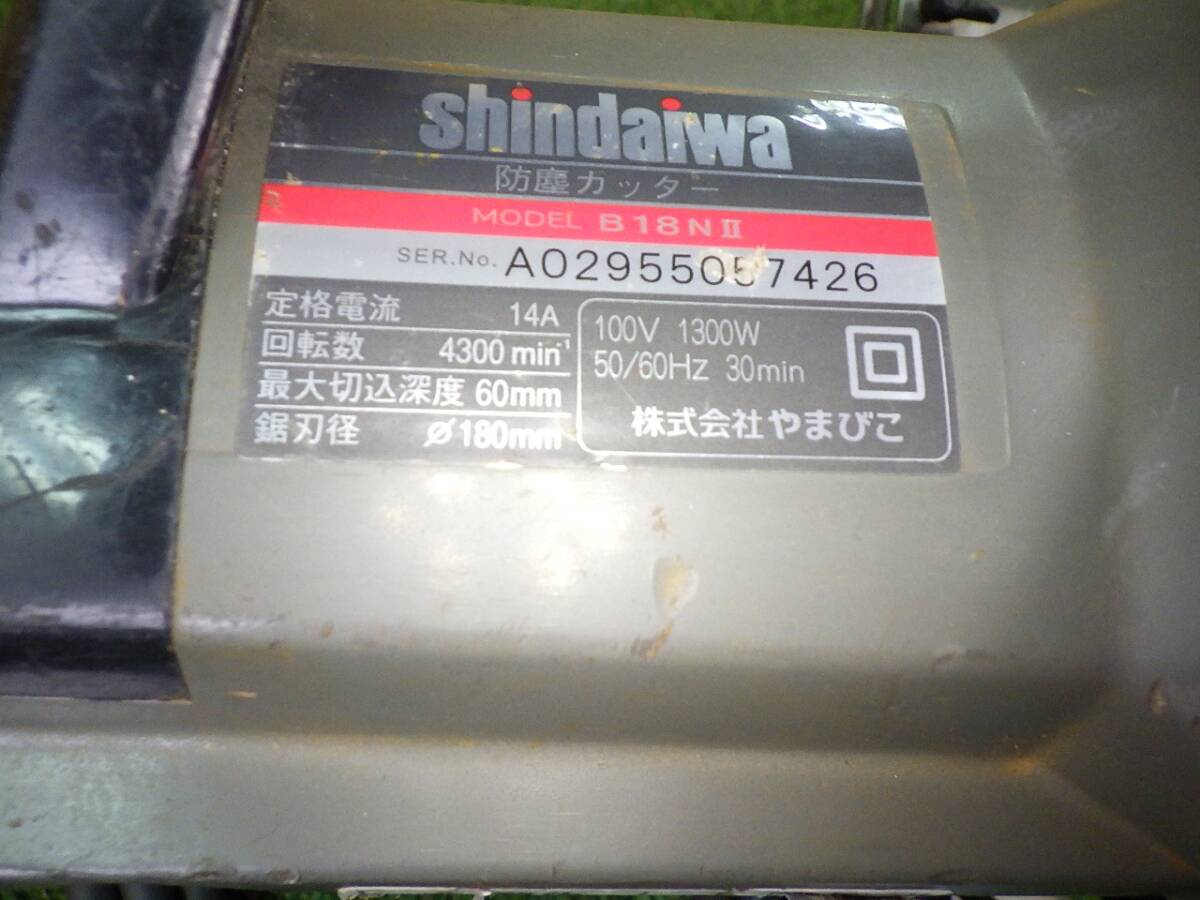 shindaiwa
防塵カッター
MODEL B18NⅡ
SER.No. A02955057426
定格電流 14A
回転数 4300 min⁻¹
最大切込深度 60mm
鋸刃径 ø180mm
100V 1300W
50/60Hz 30min
株式会社やまびこ